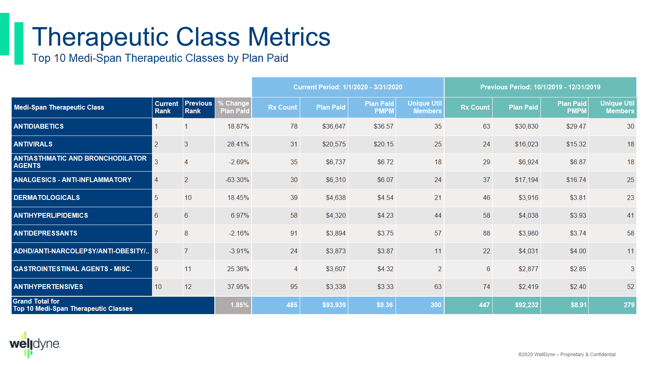 Therapeutic Class Metrics
Top 10 Medi-Span Therapeutic Classes by Plan Paid
Current Period: 1/1/2020 - 3/31/2020 Previous Period: 10/1/2019 - 12/31/2019
Medi-Span Therapeutic Class Current Rank Previous Rank % Change Plan Paid Rx Count Plan Paid Plan Paid PMPM Unique Util Members Rx Count Plan Paid Plan Paid PMPM Unique Util Members
ANTIDIABETICS 1 1 18.87% 78 $36,647 $36.57 35 63 $30,830 $29.47 30
ANTIVIRALS 2 3 28.41% 31 $20,575 $20.15 25 24 $16,023 $15.32 18
ANTIASTHMATIC AND BRONCHODILATOR AGENTS 3 4 -2.69% 35 $6,737 $6.72 18 29 $6,924 $6.87 18
ANALGESICS - ANTI-INFLAMMATORY 4 2 -63.30% 30 $6,310 $6.07 24 37 $17,194 $16.74 25
DERMATOLOGICALS 5 10 18.45% 39 $4,638 $4.54 21 46 $3,916 $3.81 23
ANTIHYPERLIPIDEMICS 6 6 6.97% 58 $4,320 $4.23 44 58 $4,038 $3.93 41
ANTIDEPRESSANTS 7 8 -2.16% 91 $3,894 $3.75 57 88 $3,980 $3.74 58
ADHD/ANTI-NARCOLEPSY/ANTI-OBESITY/.. 8 7 -3.91% 24 $3,873 $3.87 11 22 $4,031 $4.00 11
GASTROINTESTINAL AGENTS - MISC. 9 11 25.36% 4 $3,607 $4.32 2 6 $2,877 $2.85 3
ANTIHYPERTENSIVES 10 12 37.95% 95 $3,338 $3.33 63 74 $2,419 $2.40 52
Grand Total for
Top 10 Medi-Span Therapeutic Classes 1.85% 485 $93,939 $9.36 300 447 $92,232 $8.91 279
welldyne.
©2020 WellDyne – Proprietary & Confidential